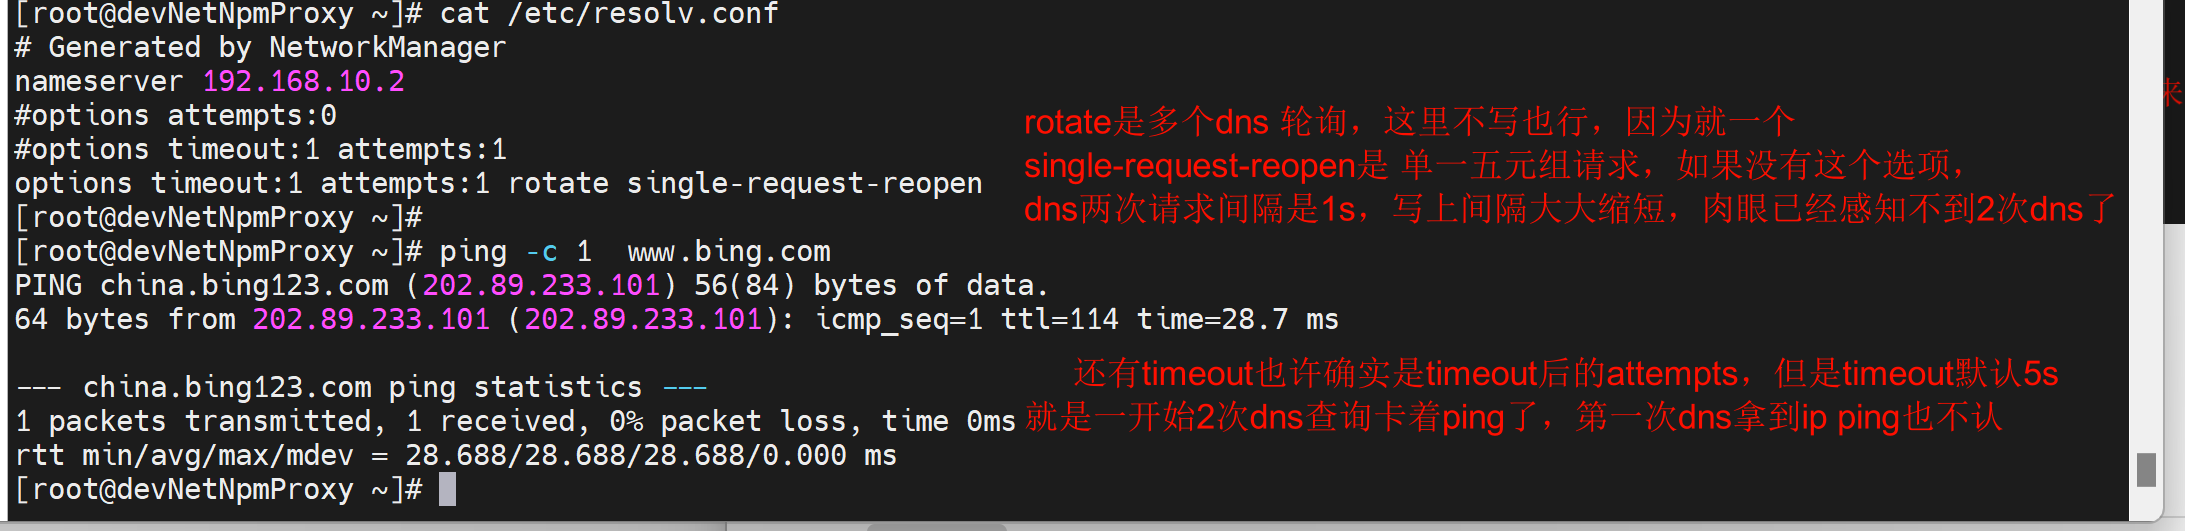 [root@devNetNpmProxy ~]# cat /etc/resolv.conf
# Generated by NetworkManager
nameserver 192.168.10.2
#options attempts:0
#options timeout:1 attempts:1
options timeout:1 attempts:1 rotate single-request-reopen
[root@devNetNpmProxy ~]#
[root@devNetNpmProxy ~]# ping -c 1  www.bing.com
PING china.bing123.com (202.89.233.101) 56(84) bytes of data.
64 bytes from 202.89.233.101 (202.89.233.101): icmp_seq=1 ttl=114 time=28.7 ms
--- china.bing123.com ping statistics ---
1 packets transmitted, 1 received, 0% packet loss, time 0ms
rtt min/avg/max/mdev = 28.688/28.688/28.688/0.000 ms
[root@devNetNpmProxy ~]#
rotate是多个dns 轮询，这里不写也行，因为就一个
single-request-reopen是 单一五元组请求，如果没有这个选项，
dns两次请求间隔是1s，写上间隔大大缩短，肉眼已经感知不到2次dns了
还有timeout也许确实是timeout后的attempts，但是timeout默认5s
就是一开始2次dns查询卡着ping了，第一次dns拿到ip ping也不认
来